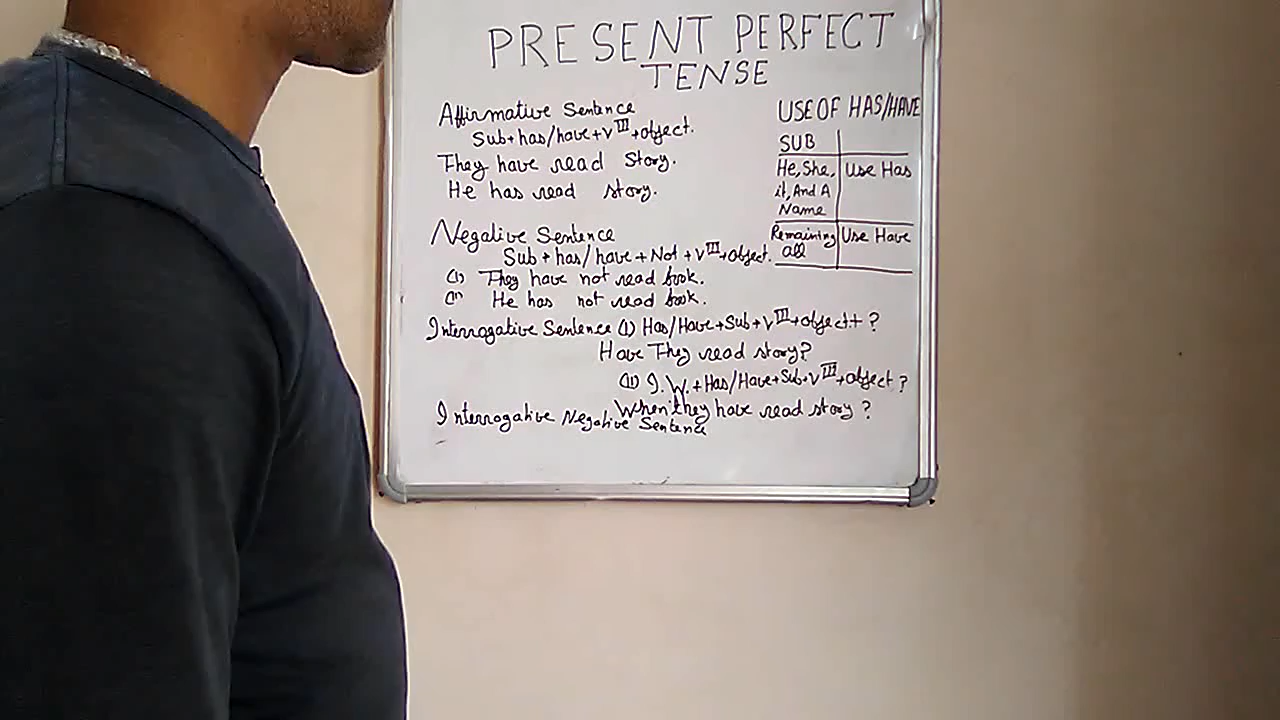 PRESENT PERFECT
TENSE
Affirmative Sentence
Sub+has/have+VIII+object.
They have read story.
He has read story.
USE OF HAS/HAVE
SUB
He, She, Use Has
it, And A
Name
Remaining Use Have
all
Negative Sentence
Sub + has/have + Not + VIII+object.
(I) They have not read book.
(II) He has not read book.
Interrogative Sentence (I) Has/Have+Sub+VIII+object+ ?
Have They read story?
(II) I.W.+Has/Have+Sub+VIII+object ?
When they have read story ?
Interrogative Negative Sentence